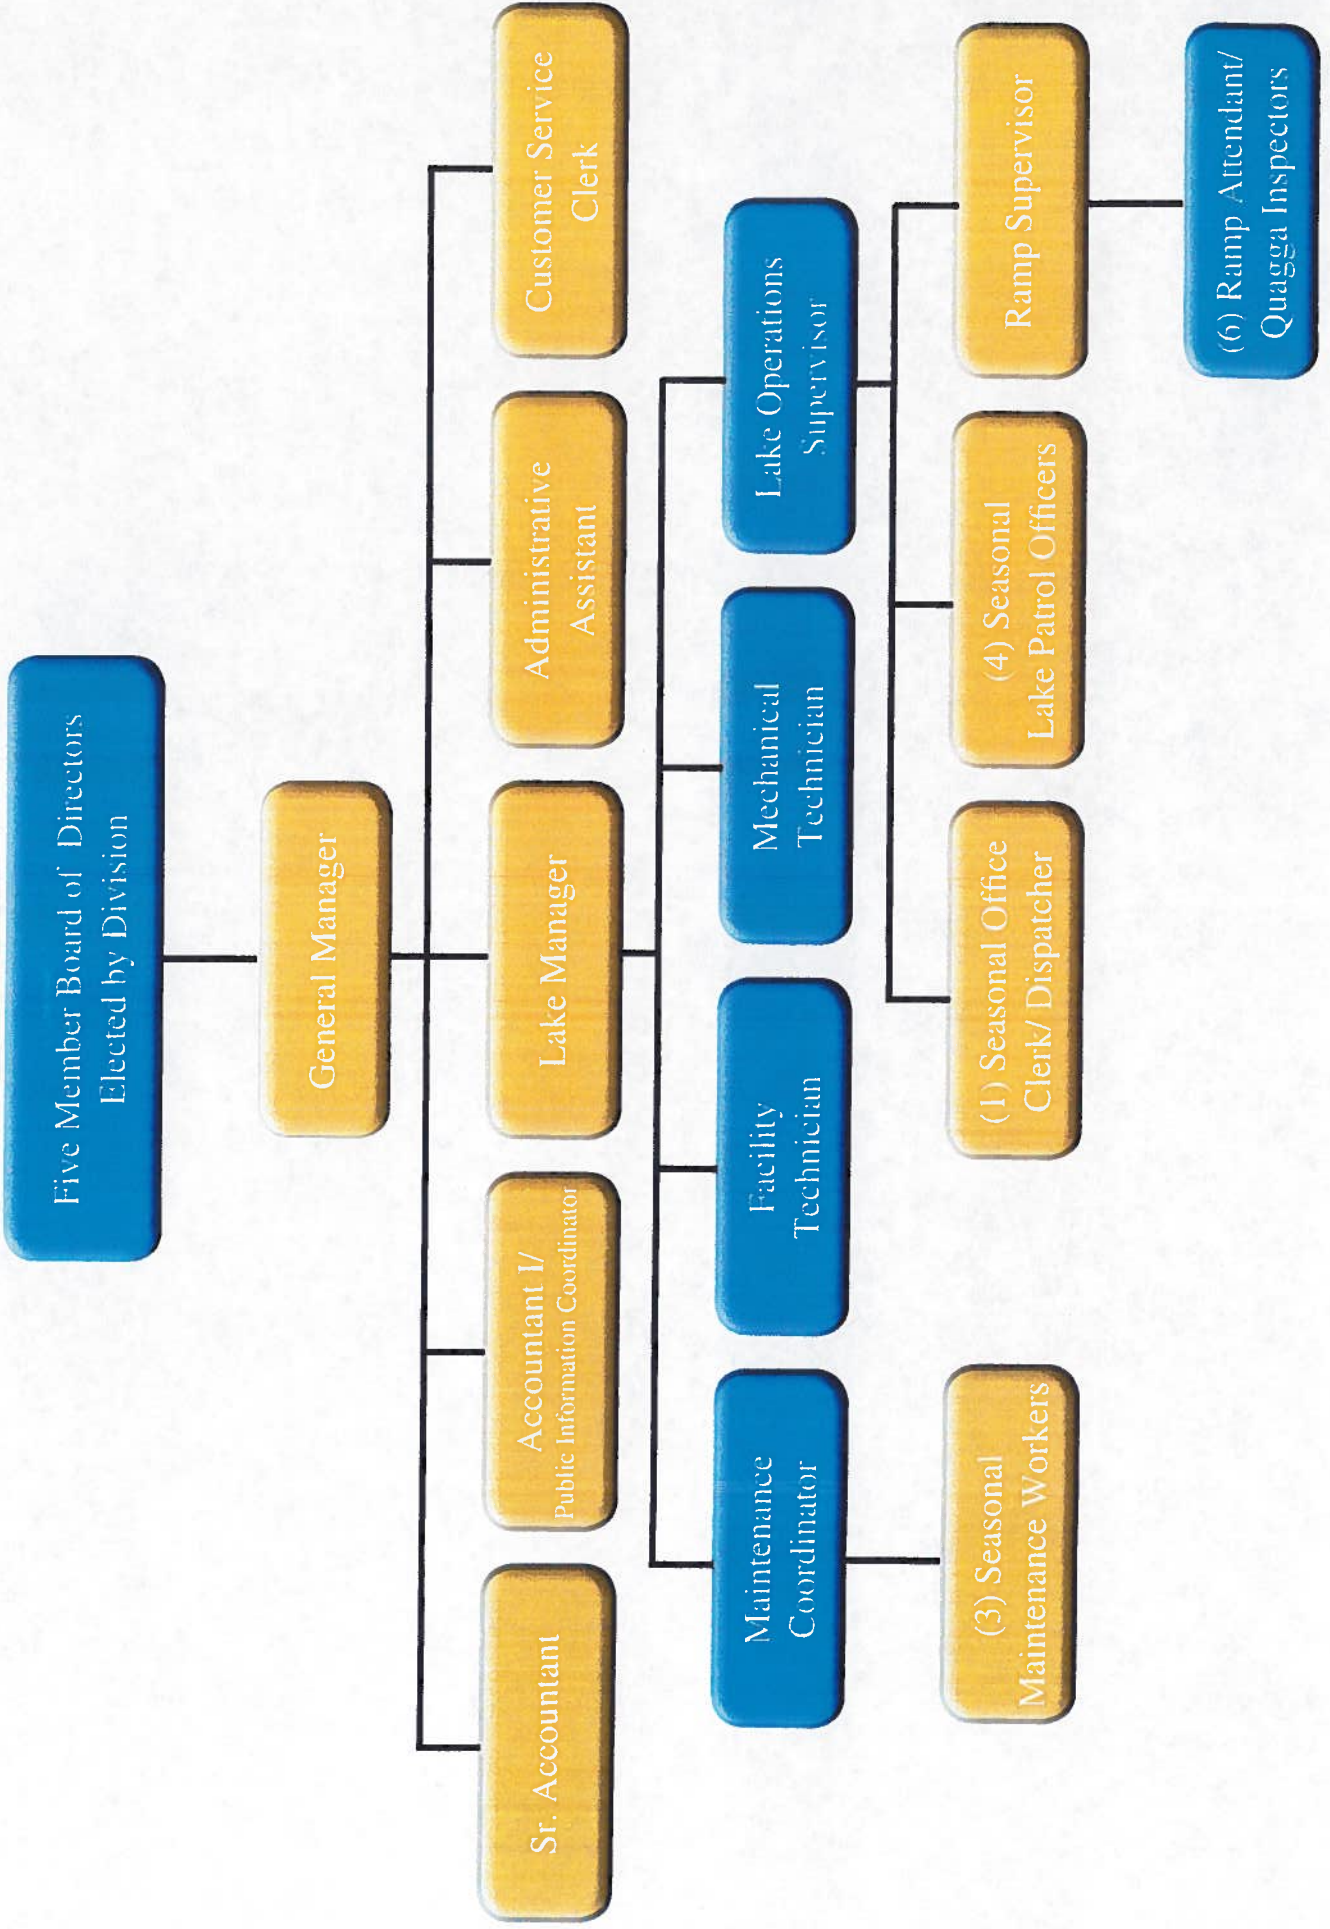 Five Member Board of Directors
Elected by Division
General Manager
Sr. Accountant
Accountant I/
Public Information Coordinator
Lake Manager
Administrative
Assistant
Customer Service
Clerk
Maintenance
Coordinator
Facility
Technician
Mechanical
Technician
Lake Operations
Supervisor
(3) Seasonal
Maintenance Workers
(1) Seasonal Office
Clerk/ Dispatcher
(4) Seasonal
Lake Patrol Officers
Ramp Supervisor
(6) Ramp Attendant/
Quagga Inspectors